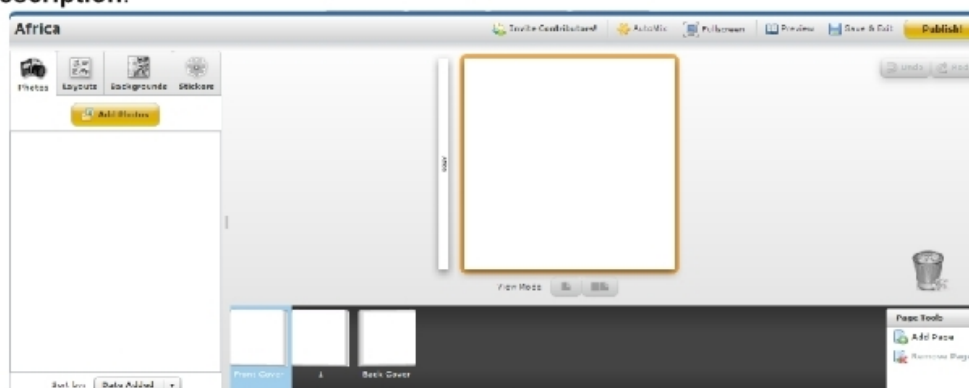 scription:
Africa
Invite Contributors!
AutoMix
Fullscreen
Preview
Save & Exit
Publish!
Photos
Layouts
Backgrounds
Stickers
Undo
Add Photos
View Mode
Page Tools
Add Page
Remove Page
Front Cover
1
Back Cover
Sort by:
Date Added